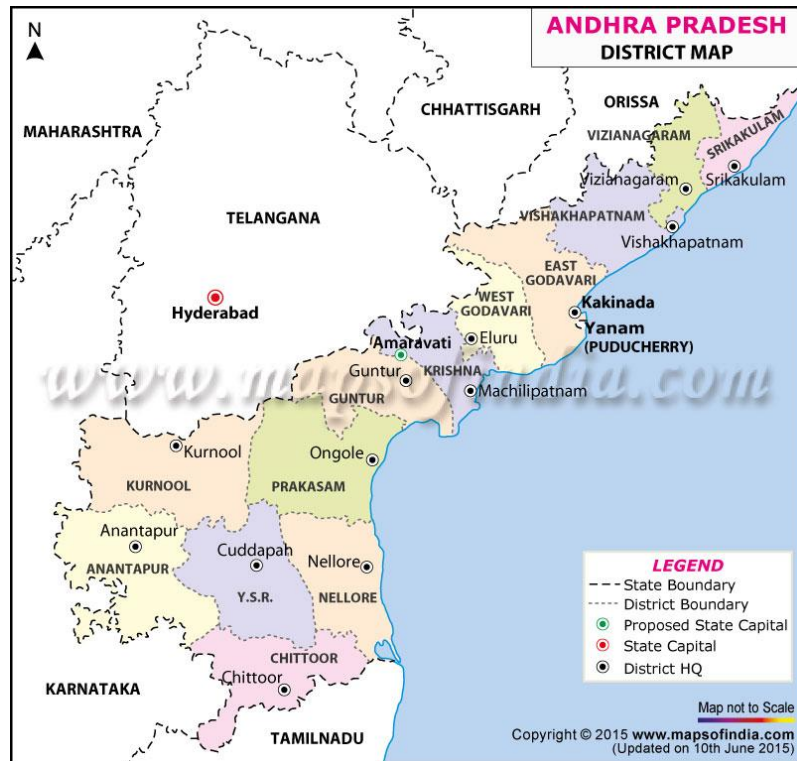 ANDHRA PRADESH
DISTRICT MAP
N
CHHATTISGARH
ORISSA
MAHARASHTRA
VIZIANAGARAM
SRIKAKULAM
Srikakulam
Vizianagaram
TELANGANA
VISHAKHAPATNAM
Vishakhapatnam
EAST
GODAVARI
WEST
GODAVARI
Hyderabad
Kakinada
Yanam
(PUDUCHERRY)
Amaravati
Eluru
KRISHNA
Guntur
GUNTUR
Machilipatnam
www.mapsofindia.com
Kurnool
KURNOOL
Ongole
PRAKASAM
Anantapur
ANANTAPUR
Cuddapah
Y.S.R.
Nellore
NELLORE
CHITTOOR
Chittoor
KARNATAKA
TAMILNADU
LEGEND
State Boundary
District Boundary
Proposed State Capital
State Capital
District HQ
Map not to Scale
Copyright © 2015 www.mapsofindia.com
(Updated on 10th June 2015)